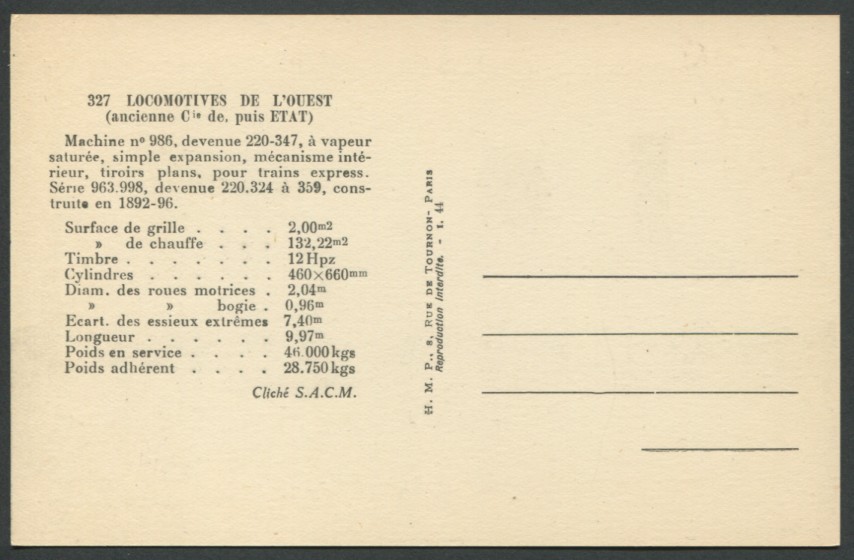 327 LOCOMOTIVES DE L'OUEST
(ancienne Cie de, puis ETAT)
Machine nº 986, devenue 220-347, à vapeur
saturée, simple expansion, mécanisme inté-
rieur, tiroirs plans, pour trains express.
Série 963.998, devenue 220.324 à 359, cons-
truite en 1892-96.
Surface de grille . . . . 2,00m2
» de chauffe . . . 132,22m2
Timbre . . . . . . . 12 Hpz
Cylindres . . . . . . 460×660mm
Diam. des roues motrices . 2,04m
» » bogie . 0,96m
Ecart. des essieux extrêmes 7,40m
Longueur . . . . . . 9,97m
Poids en service . . . . 46.000 kgs
Poids adhérent . . . . 28.750 kgs
Cliché S.A.C.M.
H. M. P., 8, RUE DE TOURNON- PARIS
Reproduction Interdite. - 1. 44